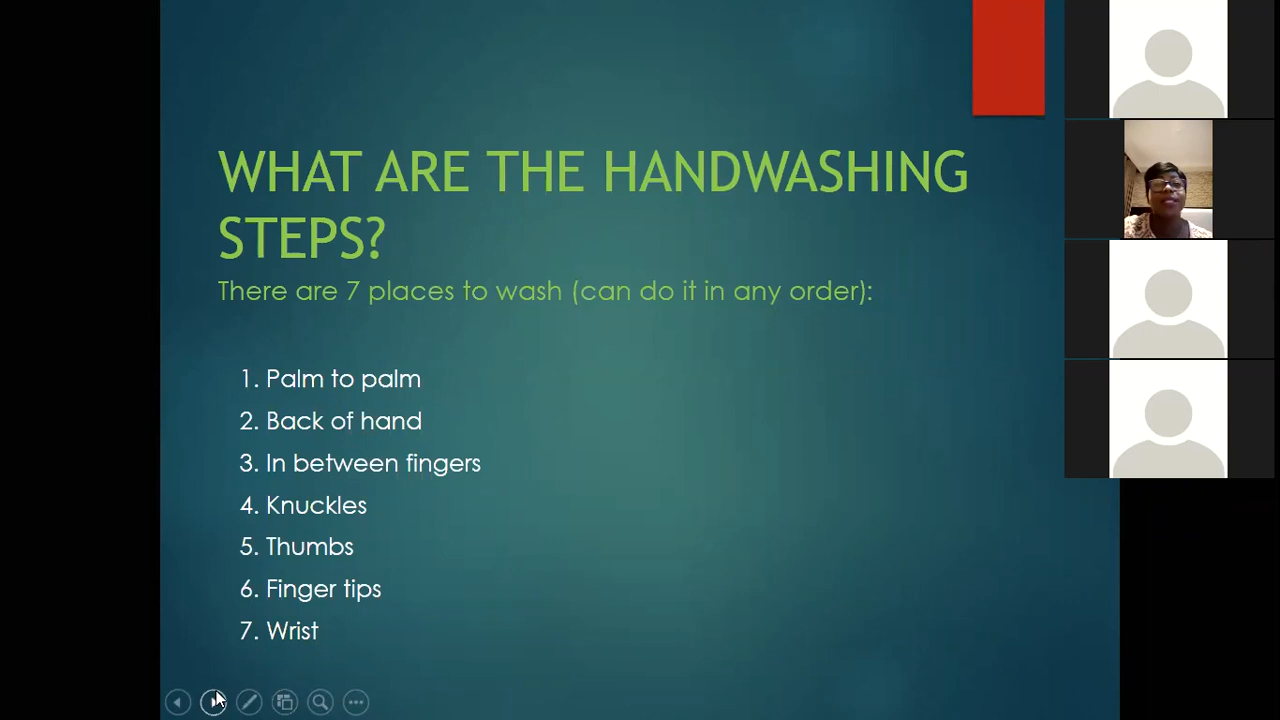 WHAT ARE THE HANDWASHING
STEPS?
There are 7 places to wash (can do it in any order):
1. Palm to palm
2. Back of hand
3. In between fingers
4. Knuckles
5. Thumbs
6. Finger tips
7. Wrist